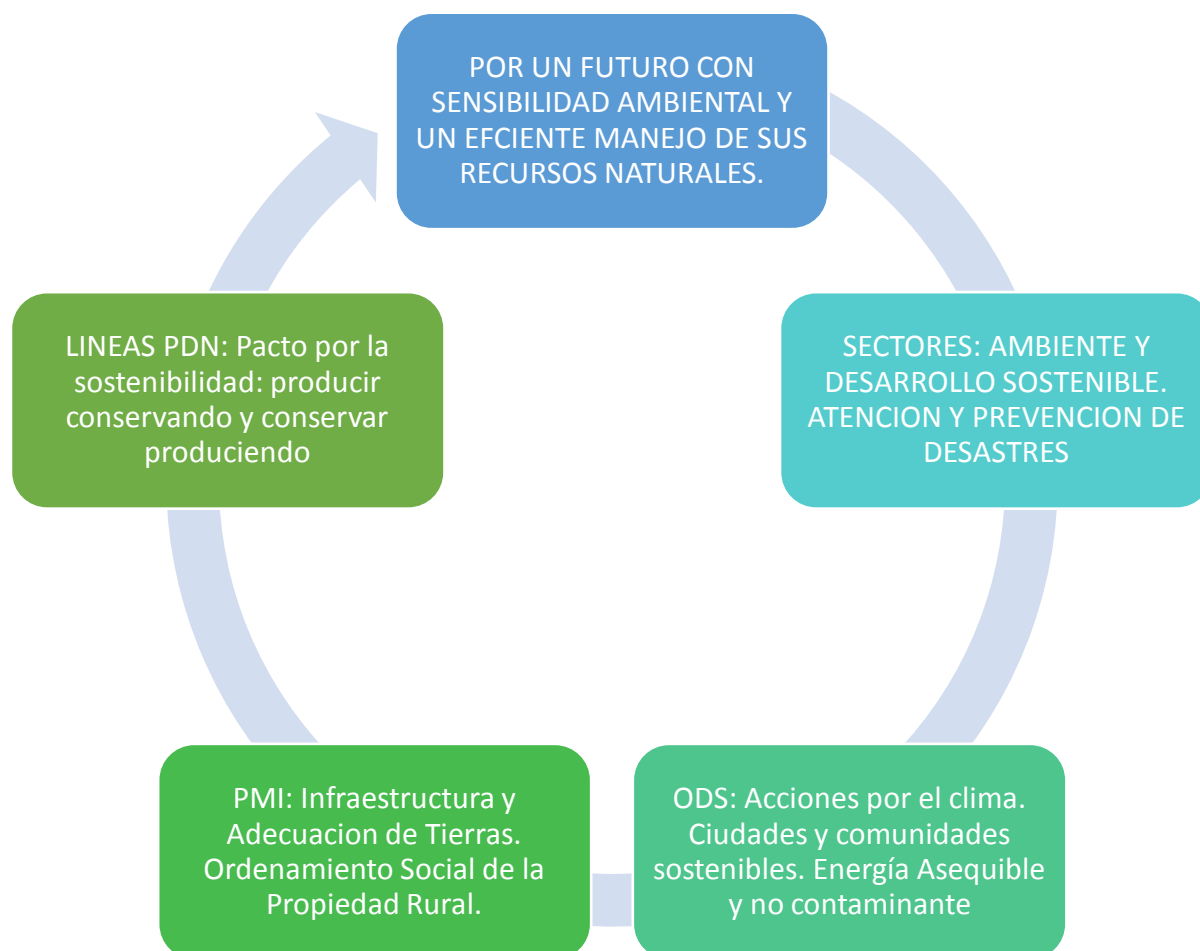 POR UN FUTURO CON
SENSIBILIDAD AMBIENTAL Y
UN EFCIENTE MANEJO DE SUS
RECURSOS NATURALES.
SECTORES: AMBIENTE Y
DESARROLLO SOSTENIBLE.
ATENCION Y PREVENCION DE
DESASTRES
ODS: Acciones por el clima.
Ciudades y comunidades
sostenibles. Energía Asequible
y no contaminante
PMI: Infraestructura y
Adecuacion de Tierras.
Ordenamiento Social de la
Propiedad Rural.
LINEAS PDN: Pacto por la
sostenibilidad: producir
conservando y conservar
produciendo